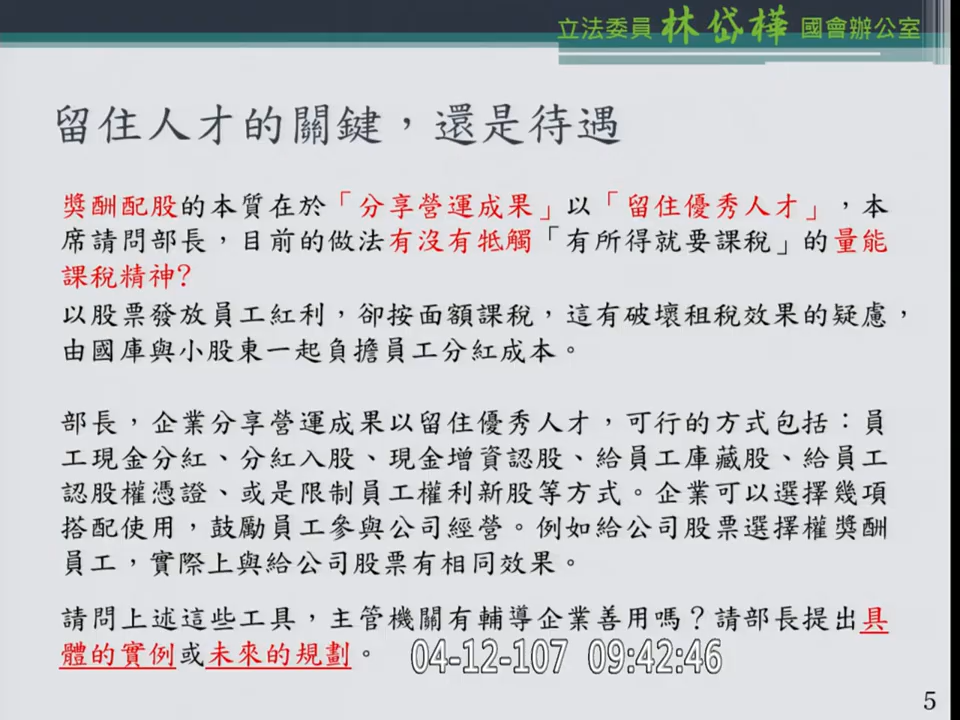 立法委員 林岱樺 國會辦公室
留住人才的關鍵，還是待遇
獎酬配股的本質在於「分享營運成果」以「留住優秀人才」，本
席請問部長，目前的做法有沒有牴觸「有所得就要課稅」的量能
課稅精神?
以股票發放員工紅利，卻按面額課稅，這有破壞租稅效果的疑慮，
由國庫與小股東一起負擔員工分紅成本。
部長，企業分享營運成果以留住優秀人才，可行的方式包括：員
工現金分紅、分紅入股、現金增資認股、給員工庫藏股、給員工
認股權憑證、或是限制員工權利新股等方式。企業可以選擇幾項
搭配使用，鼓勵員工參與公司經營。例如給公司股票選擇權獎酬
員工，實際上與給公司股票有相同效果。
請問上述這些工具，主管機關有輔導企業善用嗎？請部長提出具
體的實例或未來的規劃。
04-12-107 09:42:46
5